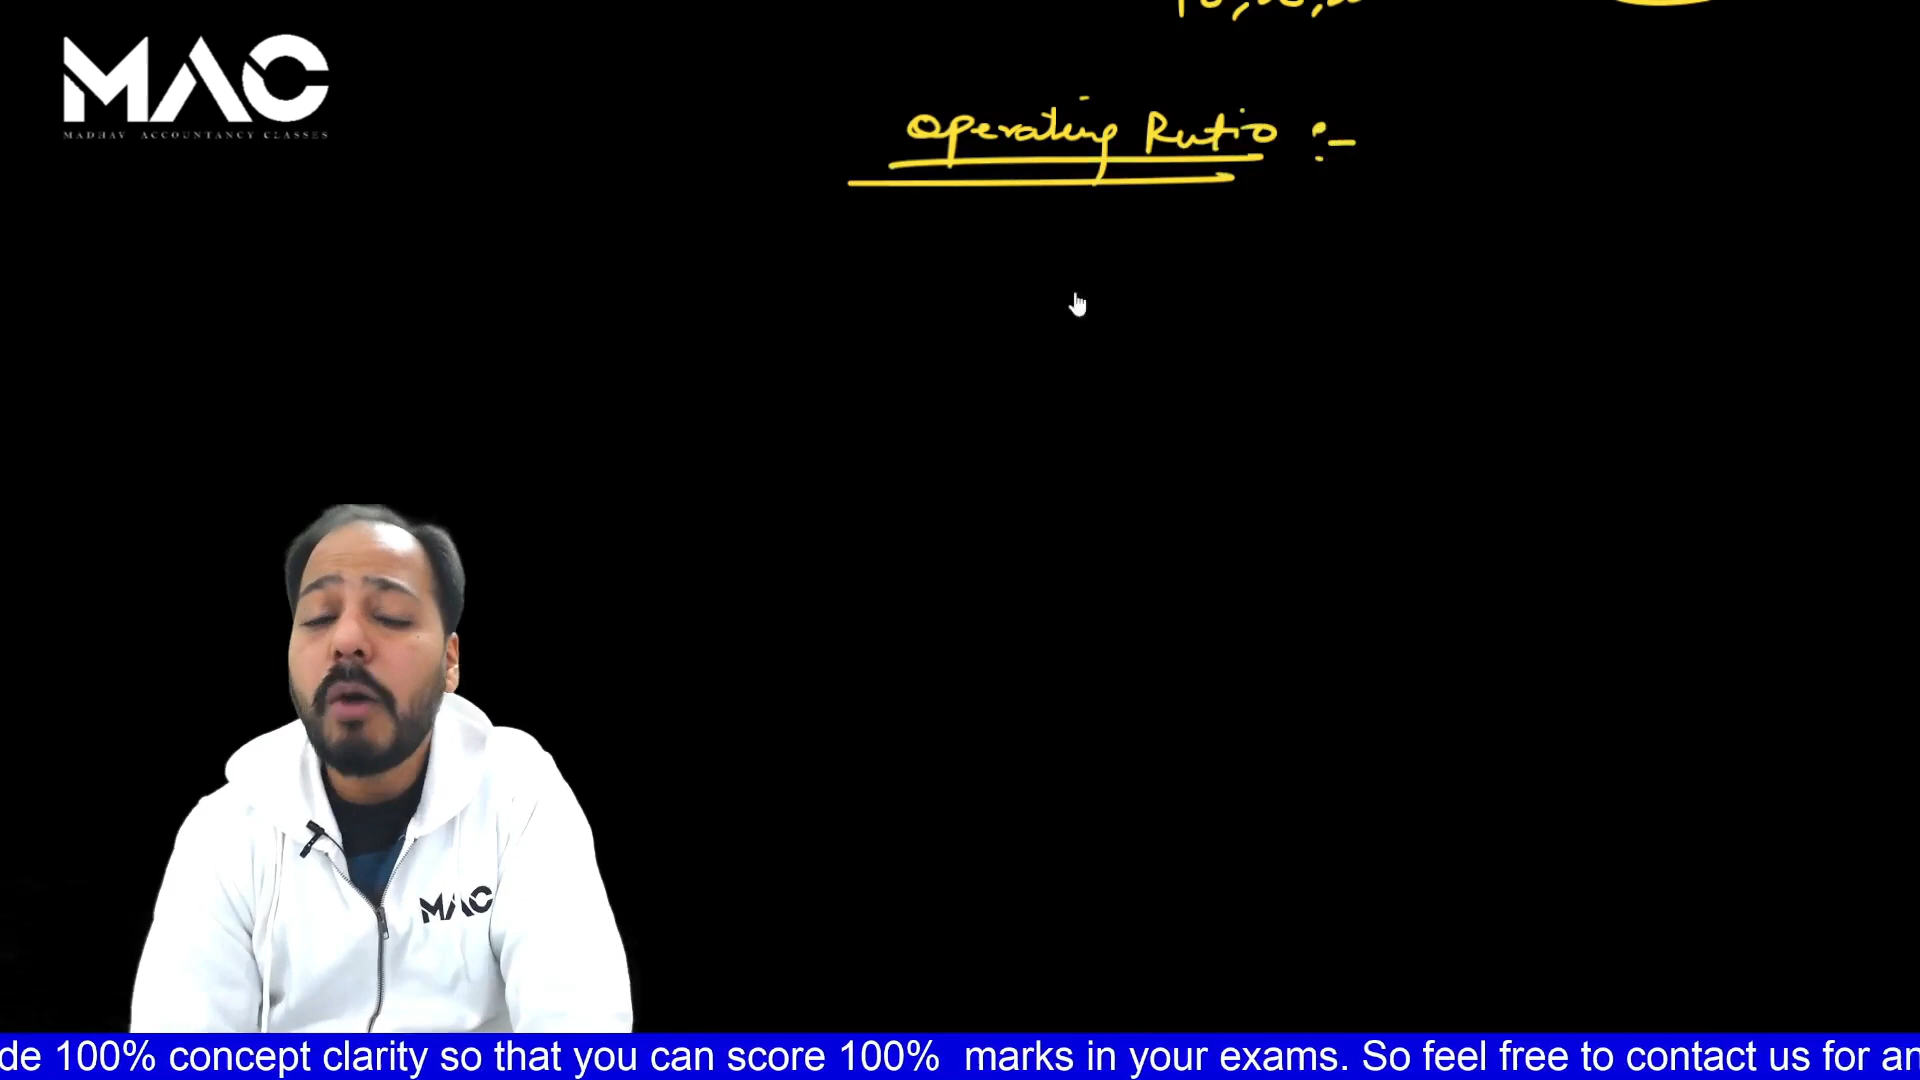 MAC
MADHAV ACCOUNTANCY CLASSES
Operating Ratio :-
MAC
de 100% concept clarity so that you can score 100% marks in your exams. So feel free to contact us for an